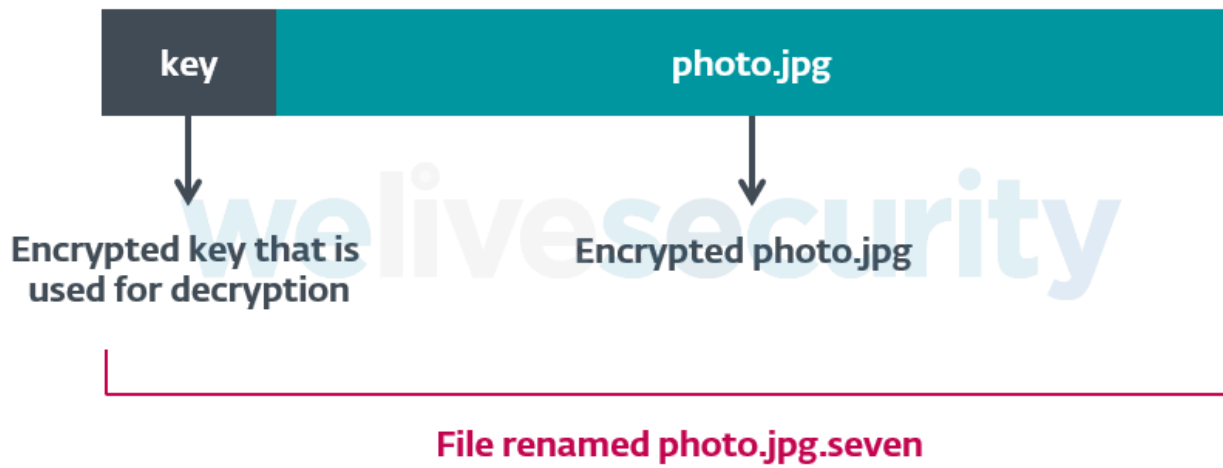 key
photo.jpg
welivesecurity
Encrypted key that is
used for decryption
Encrypted photo.jpg
File renamed photo.jpg.seven